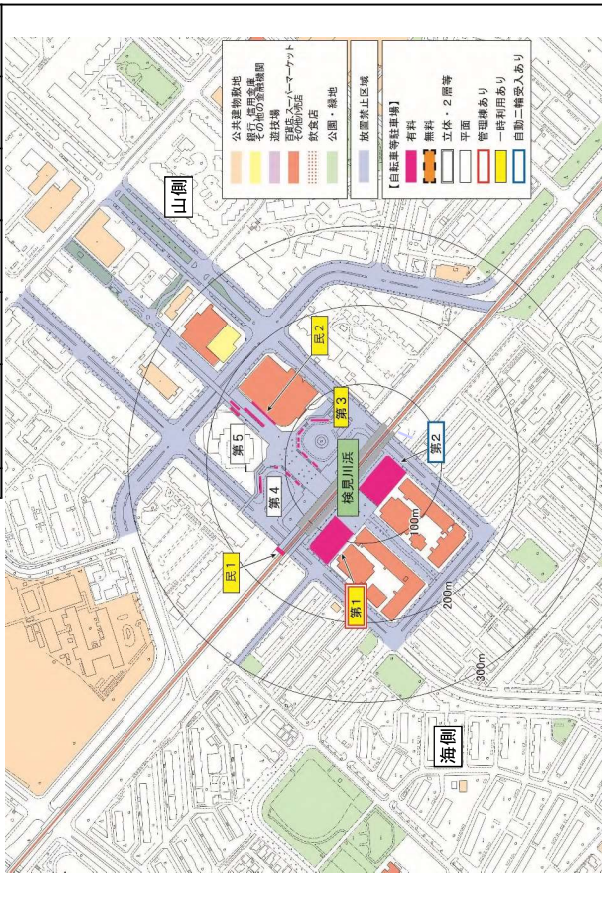 公共建物敷地
銀行、信用金庫
その他の金融機関
遊技場
百貨店、スーパーマーケット
その他小売店
飲食店
公園・緑地
放置禁止区域
【自転車等駐車場】
有料
無料
立体・2層等
平面
管理棟あり
一時利用あり
自動二輪受入あり
山側
民2
第3
第5
第4
検見川浜
第2
民1
第1
100m
200m
300m
海側